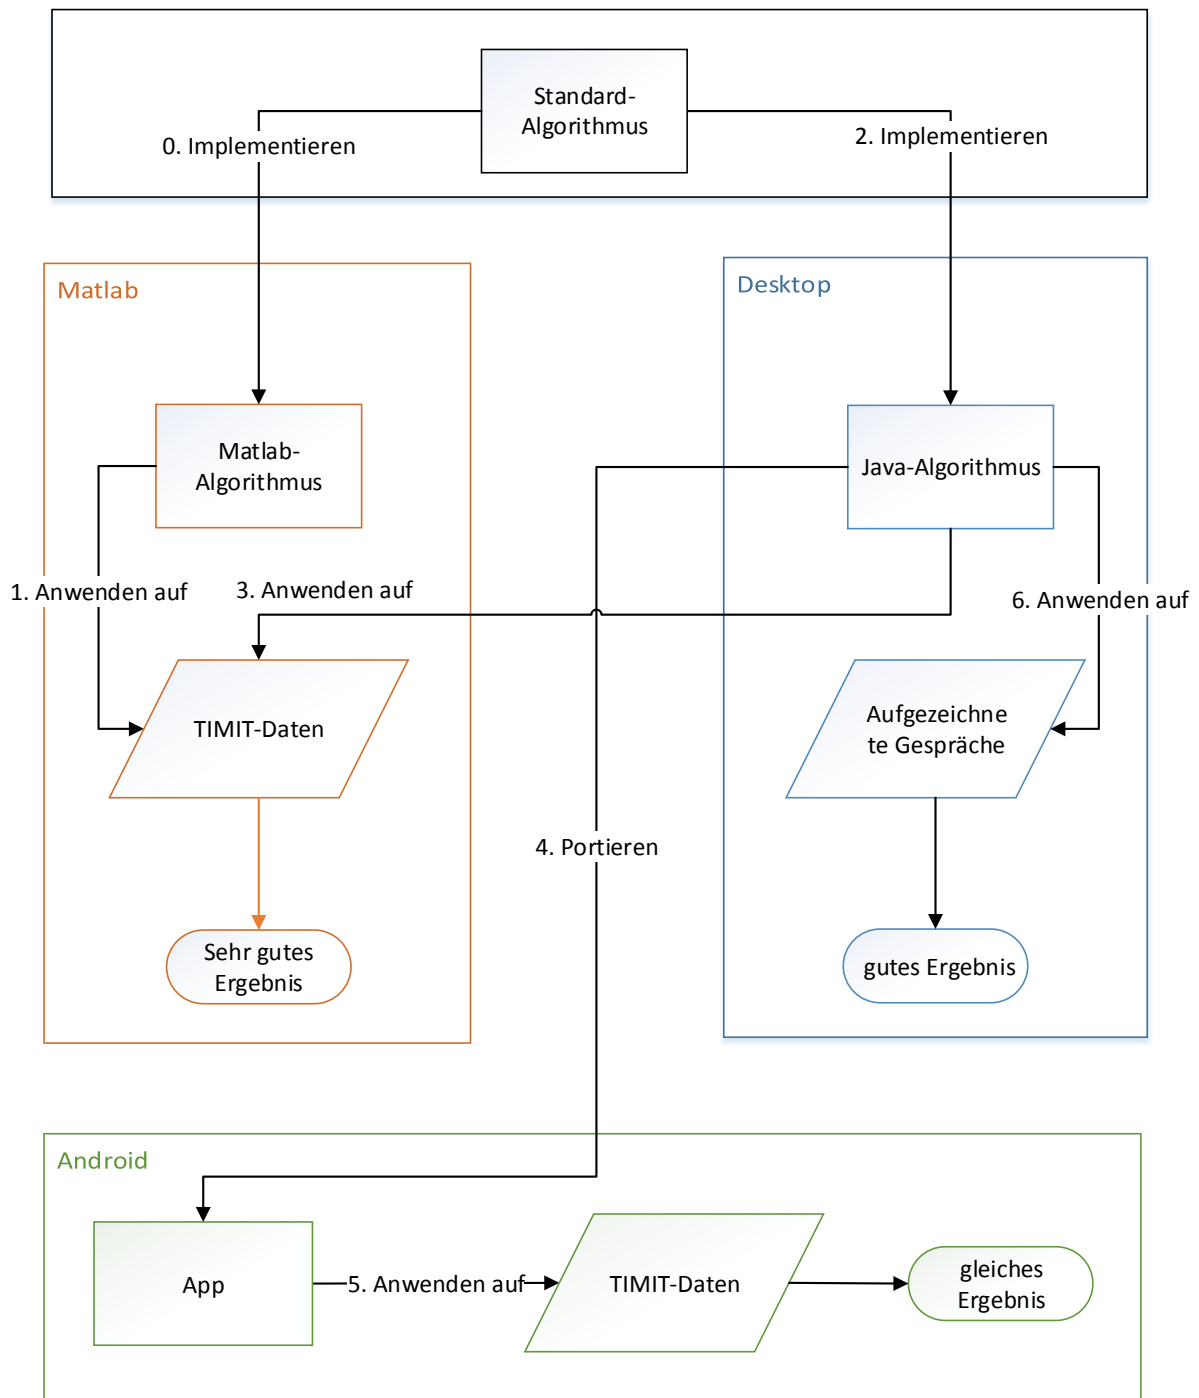 Standard-
Algorithmus
0. Implementieren
2. Implementieren
Matlab
Desktop
Matlab-
Algorithmus
Java-Algorithmus
1. Anwenden auf
3. Anwenden auf
6. Anwenden auf
TIMIT-Daten
Aufgezeichne
te Gespräche
4. Portieren
Sehr gutes
Ergebnis
gutes Ergebnis
Android
App
5. Anwenden auf
TIMIT-Daten
gleiches
Ergebnis